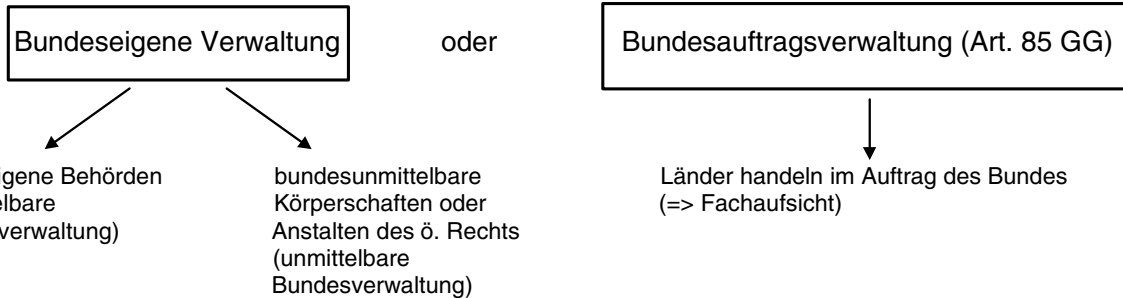 Bundeseigene Verwaltung oder Bundesauftragsverwaltung (Art. 85 GG)
igene Behörden
elbare
verwaltung)
bundesunmittelbare
Körperschaften oder
Anstalten des ö. Rechts
(unmittelbare
Bundesverwaltung)
Länder handeln im Auftrag des Bundes
(=> Fachaufsicht)